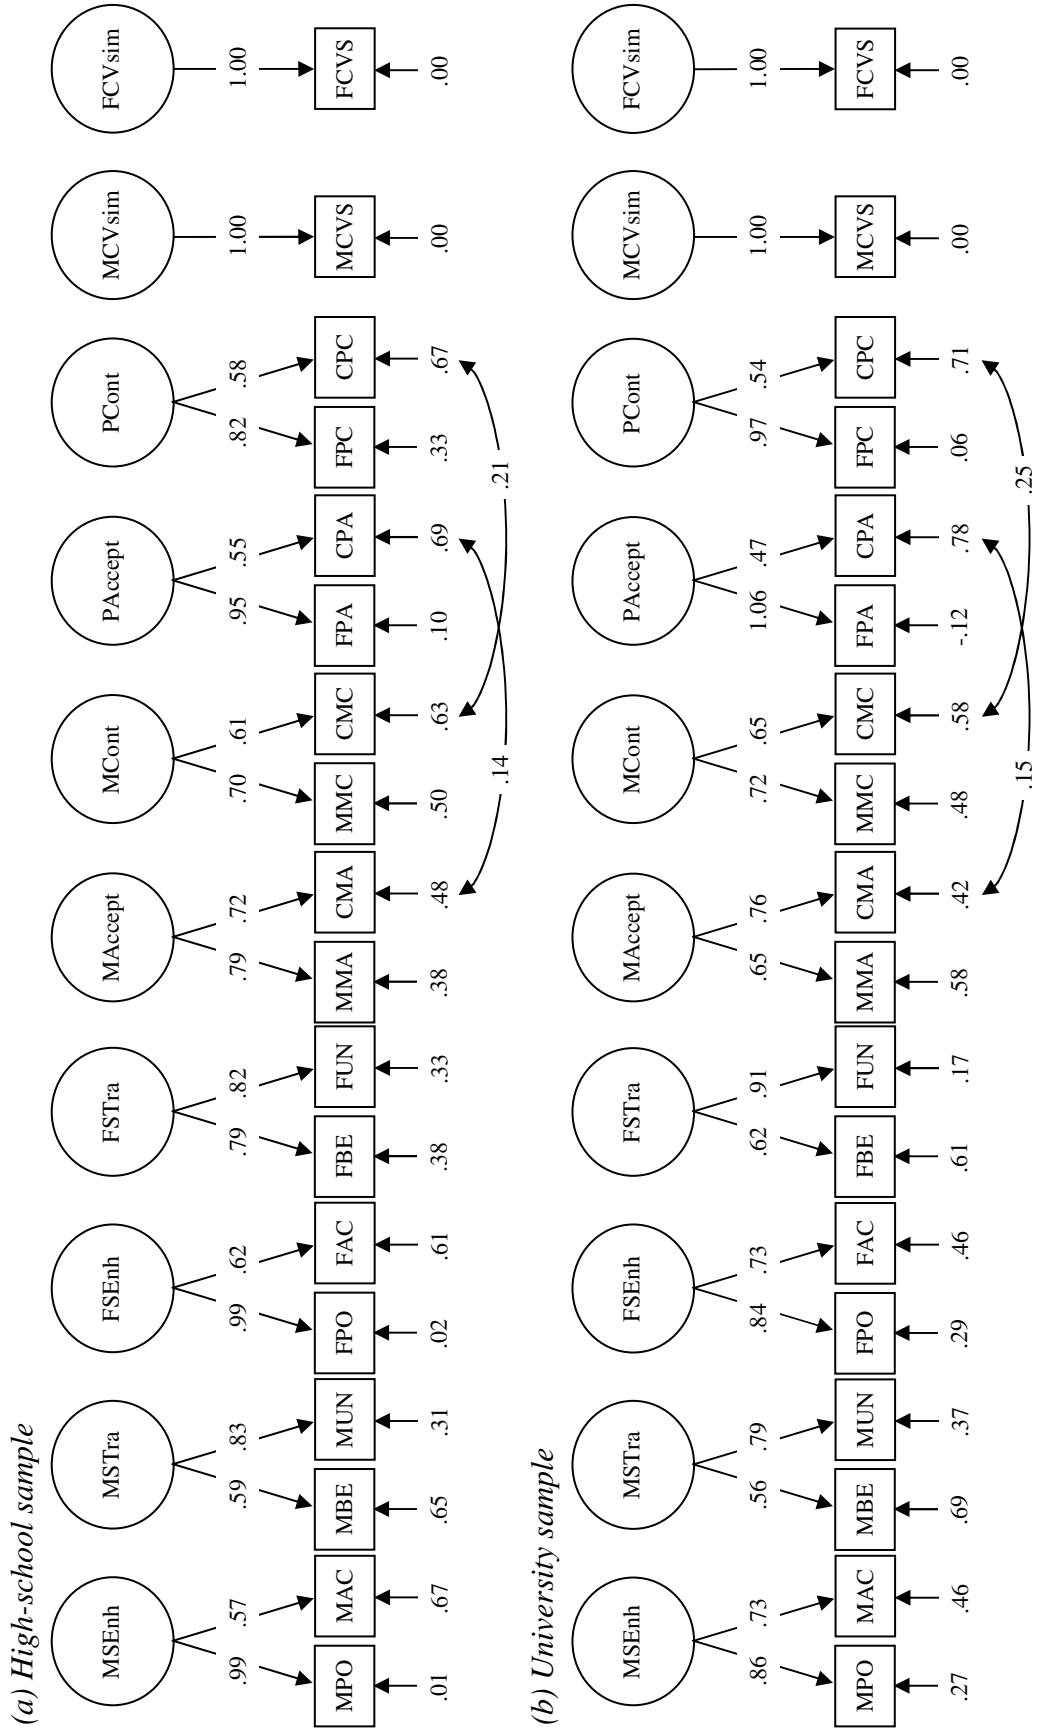 (a) High-school sample
MSEnh MSTra FSEnh FSTra MAccept MCont PAccept PCont MCVsim FCVsim
.99 .57 .59 .83 .99 .62 .79 .82 .79 .72 .70 .61 .95 .55 .82 .58 1.00 1.00
MPO MAC MBE MUN FPO FAC FBE FUN MMA CMA MMC CMC FPA CPA FPC CPC MCVS FCVS
.01 .67 .65 .31 .02 .61 .38 .33 .38 .48 .50 .63 .10 .69 .33 .67 .00 .00
.14 .21
(b) University sample
MSEnh MSTra FSEnh FSTra MAccept MCont PAccept PCont MCVsim FCVsim
.86 .73 .56 .79 .84 .73 .62 .91 .65 .76 .72 .65 1.06 .47 .97 .54 1.00 1.00
MPO MAC MBE MUN FPO FAC FBE FUN MMA CMA MMC CMC FPA CPA FPC CPC MCVS FCVS
.27 .46 .69 .37 .29 .46 .61 .17 .58 .42 .48 .58 -.12 .78 .06 .71 .00 .00
.15 .25